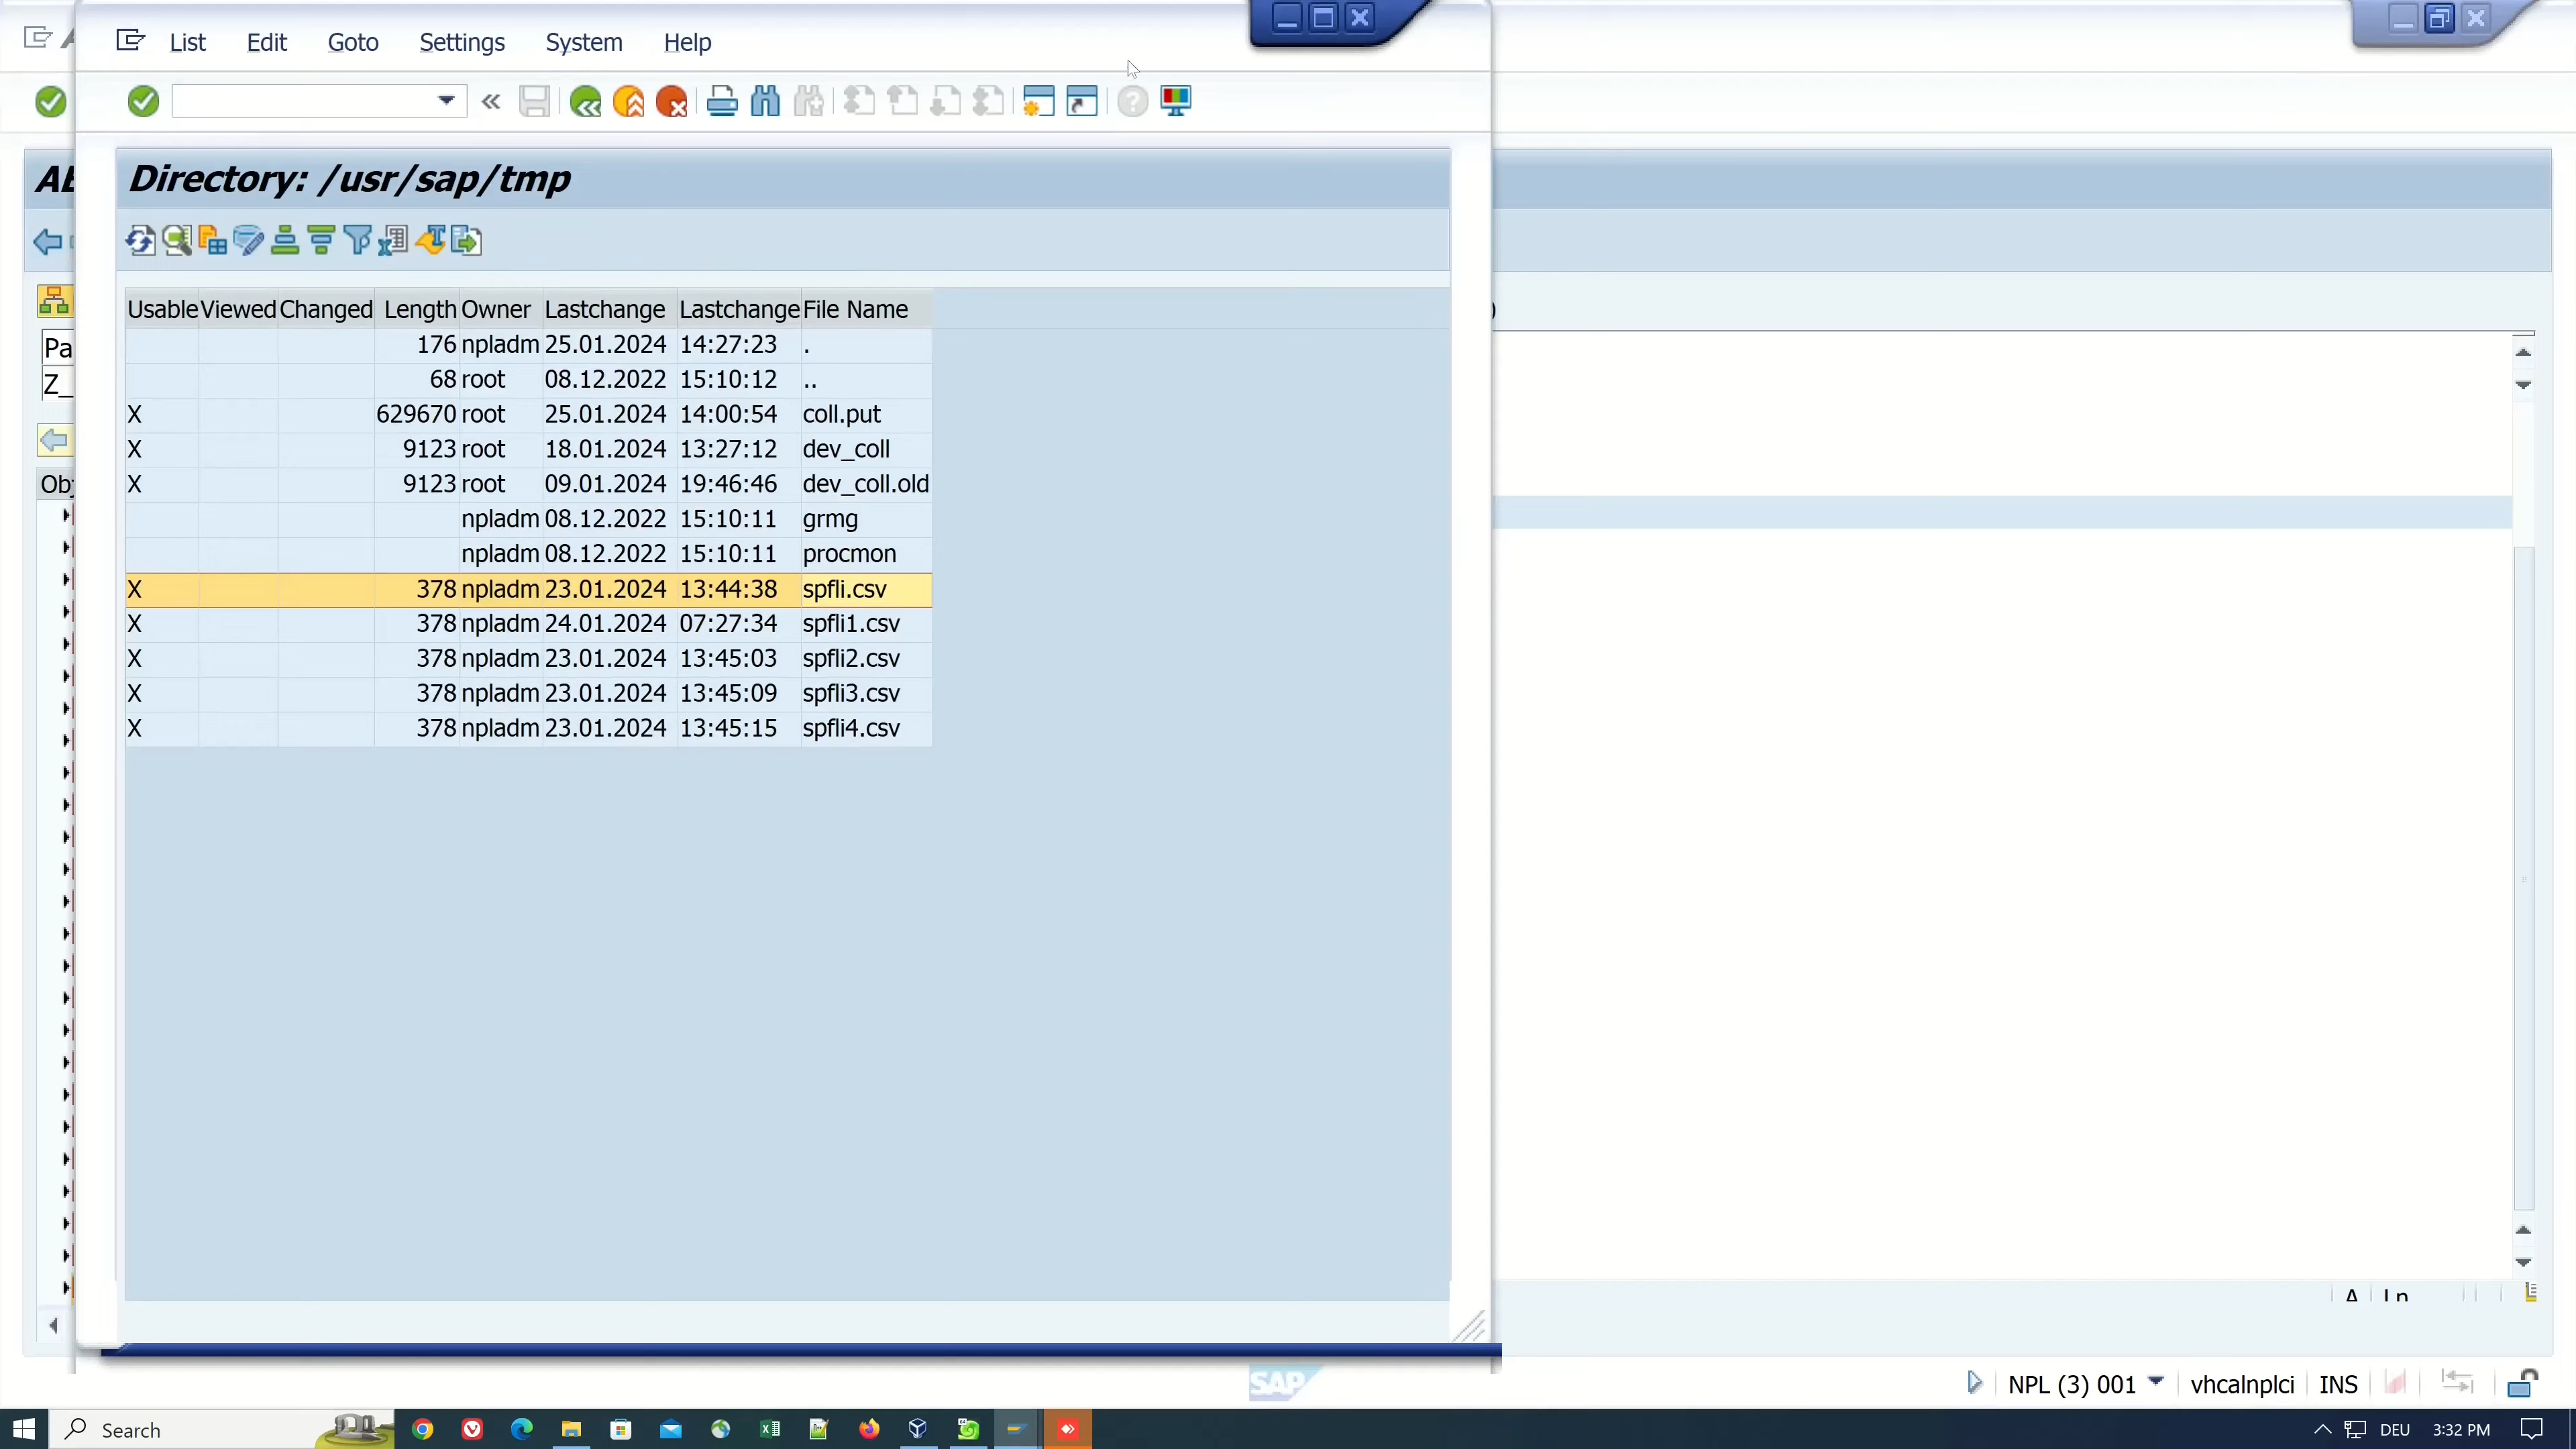 List Edit Goto Settings System Help
Directory: /usr/sap/tmp
Usable Viewed Changed Length Owner Lastchange Lastchange File Name
176 npladm 25.01.2024 14:27:23 .
68 root 08.12.2022 15:10:12 ..
X 629670 root 25.01.2024 14:00:54 coll.put
X 9123 root 18.01.2024 13:27:12 dev_coll
X 9123 root 09.01.2024 19:46:46 dev_coll.old
npladm 08.12.2022 15:10:11 grmg
npladm 08.12.2022 15:10:11 procmon
X 378 npladm 23.01.2024 13:44:38 spfli.csv
X 378 npladm 24.01.2024 07:27:34 spfli1.csv
X 378 npladm 23.01.2024 13:45:03 spfli2.csv
X 378 npladm 23.01.2024 13:45:09 spfli3.csv
X 378 npladm 23.01.2024 13:45:15 spfli4.csv
Pa
Z_
SAP
NPL (3) 001 vhcalnplci INS
Search
DEU 3:32 PM